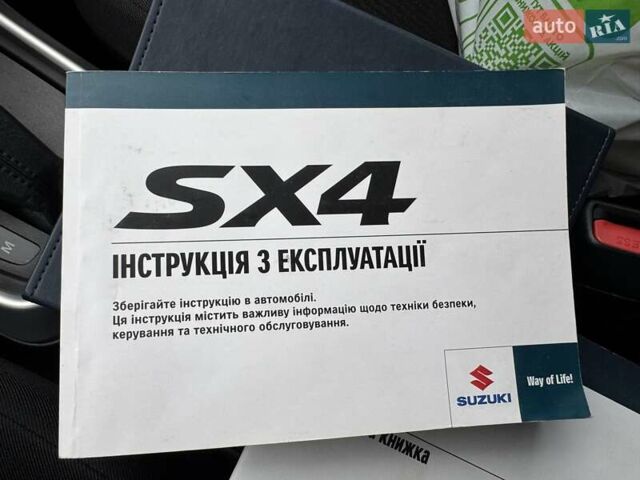 auto RIA.com
SX4
ІНСТРУКЦІЯ З ЕКСПЛУАТАЦІЇ
Зберігайте інструкцію в автомобілі.
Ця інструкція містить важливу інформацію щодо техніки безпеки,
керування та технічного обслуговування.
SUZUKI
Way of Life!
книжка
M